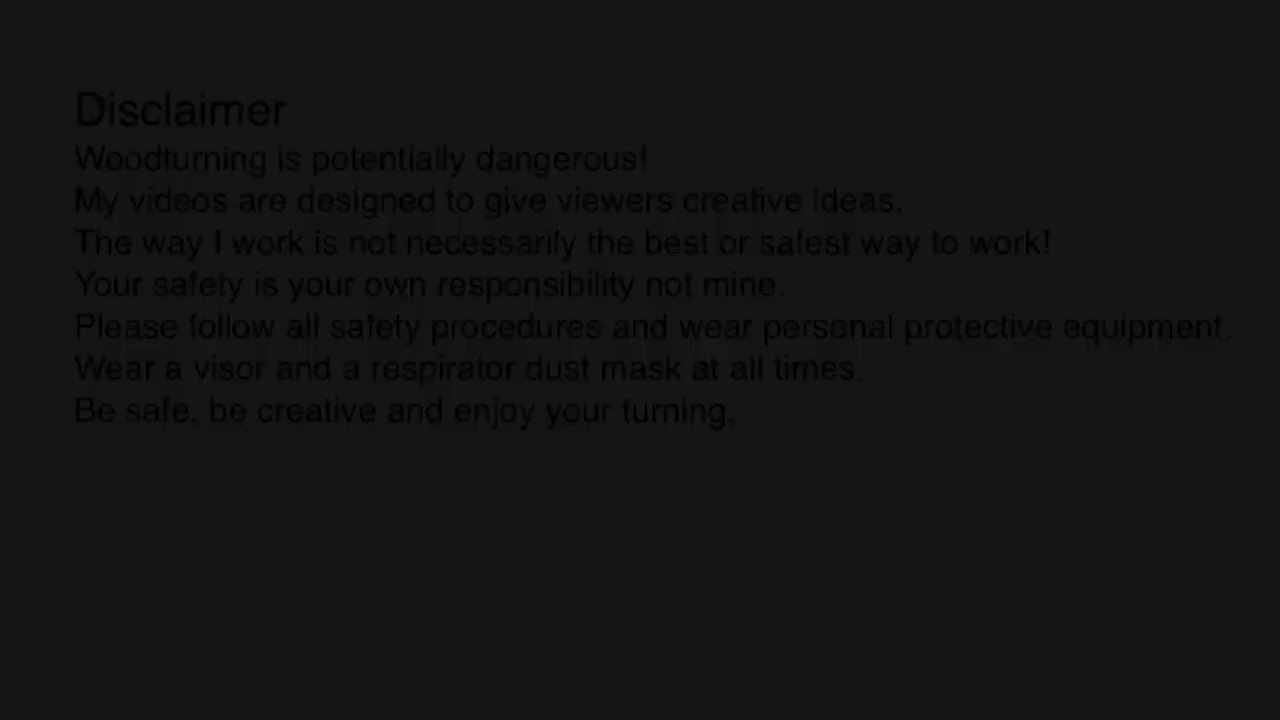 Disclaimer
Woodturning is potentially dangerous!
My videos are designed to give viewers creative ideas.
The way I work is not necessarily the best or safest way to work!
Your safety is your own responsibility not mine.
Please follow all safety procedures and wear personal protective equipment.
Wear a visor and a respirator dust mask at all times.
Be safe, be creative and enjoy your turning.